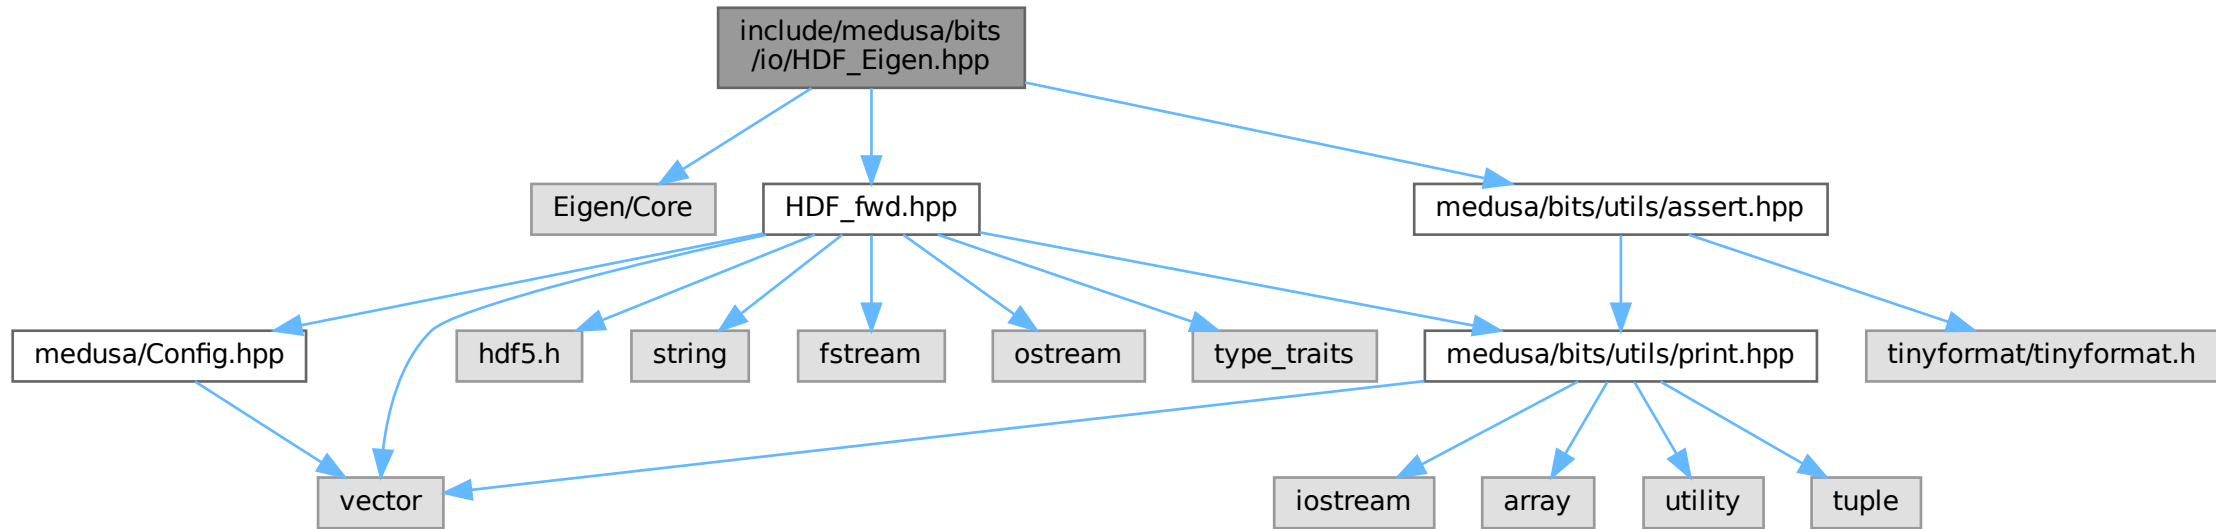 include/medusa/bits
/io/HDF_Eigen.hpp
Eigen/Core
HDF_fwd.hpp
medusa/bits/utils/assert.hpp
medusa/Config.hpp
hdf5.h
string
fstream
ostream
type_traits
medusa/bits/utils/print.hpp
tinyformat/tinyformat.h
vector
iostream
array
utility
tuple